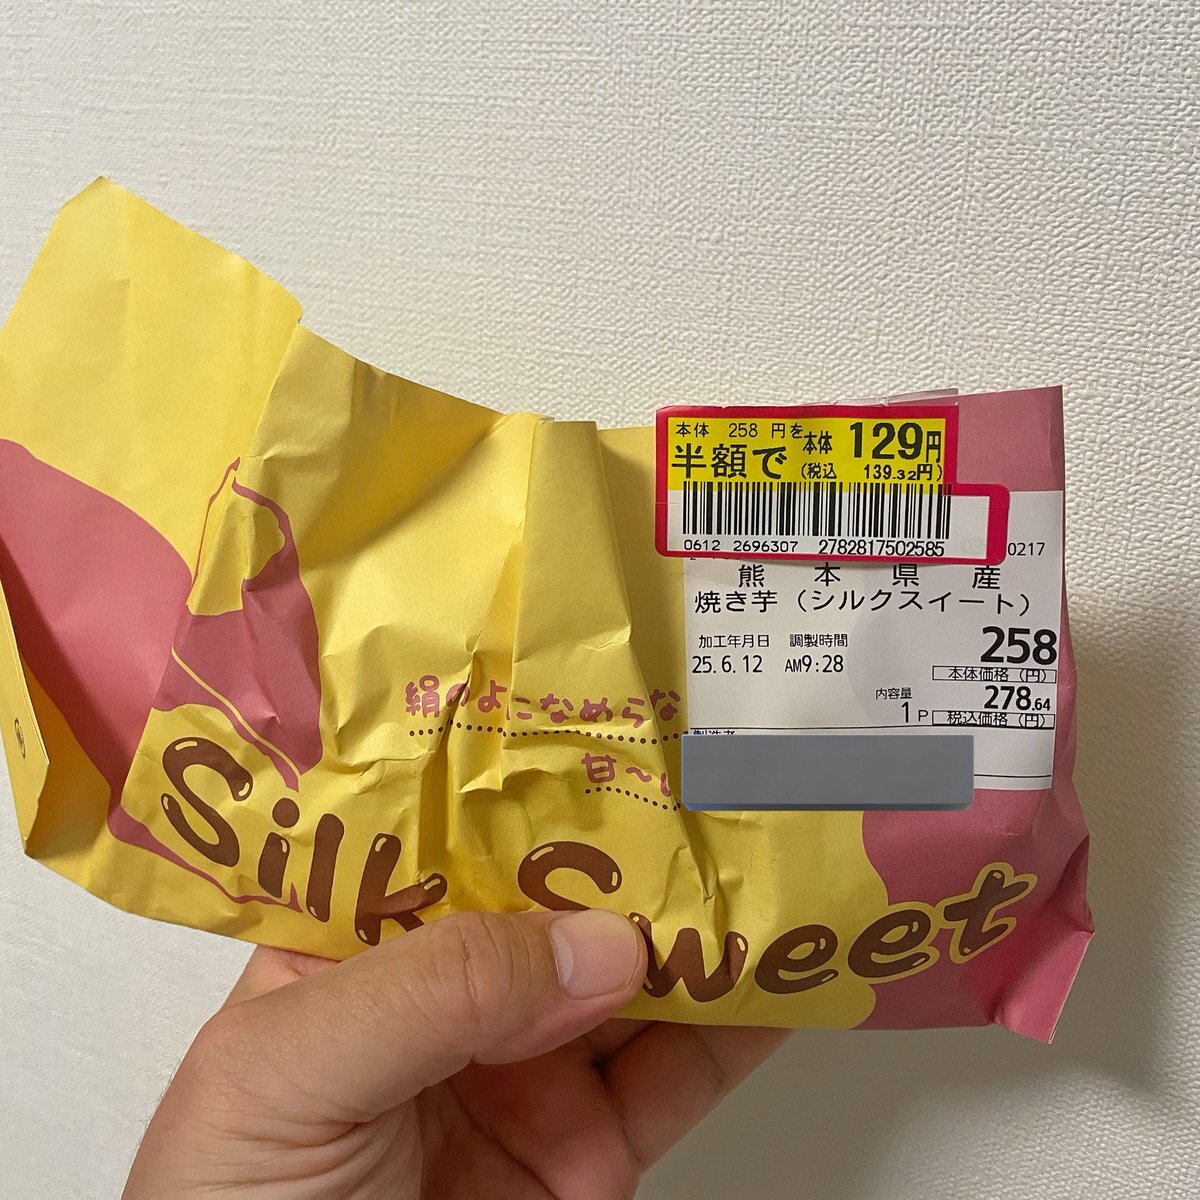 本体 258 円を
半額で
本体 129円
(税込 139.32円)
0612 2696307 2782817502585
0217
熊本県産
焼き芋(シルクスイート)
加工年月日 調製時間
25.6.12 AM9:28
258
本体価格(円)
内容量
1P
278.64
税込価格(円)
絹のよになめらな
甘〜
Silk Sweet